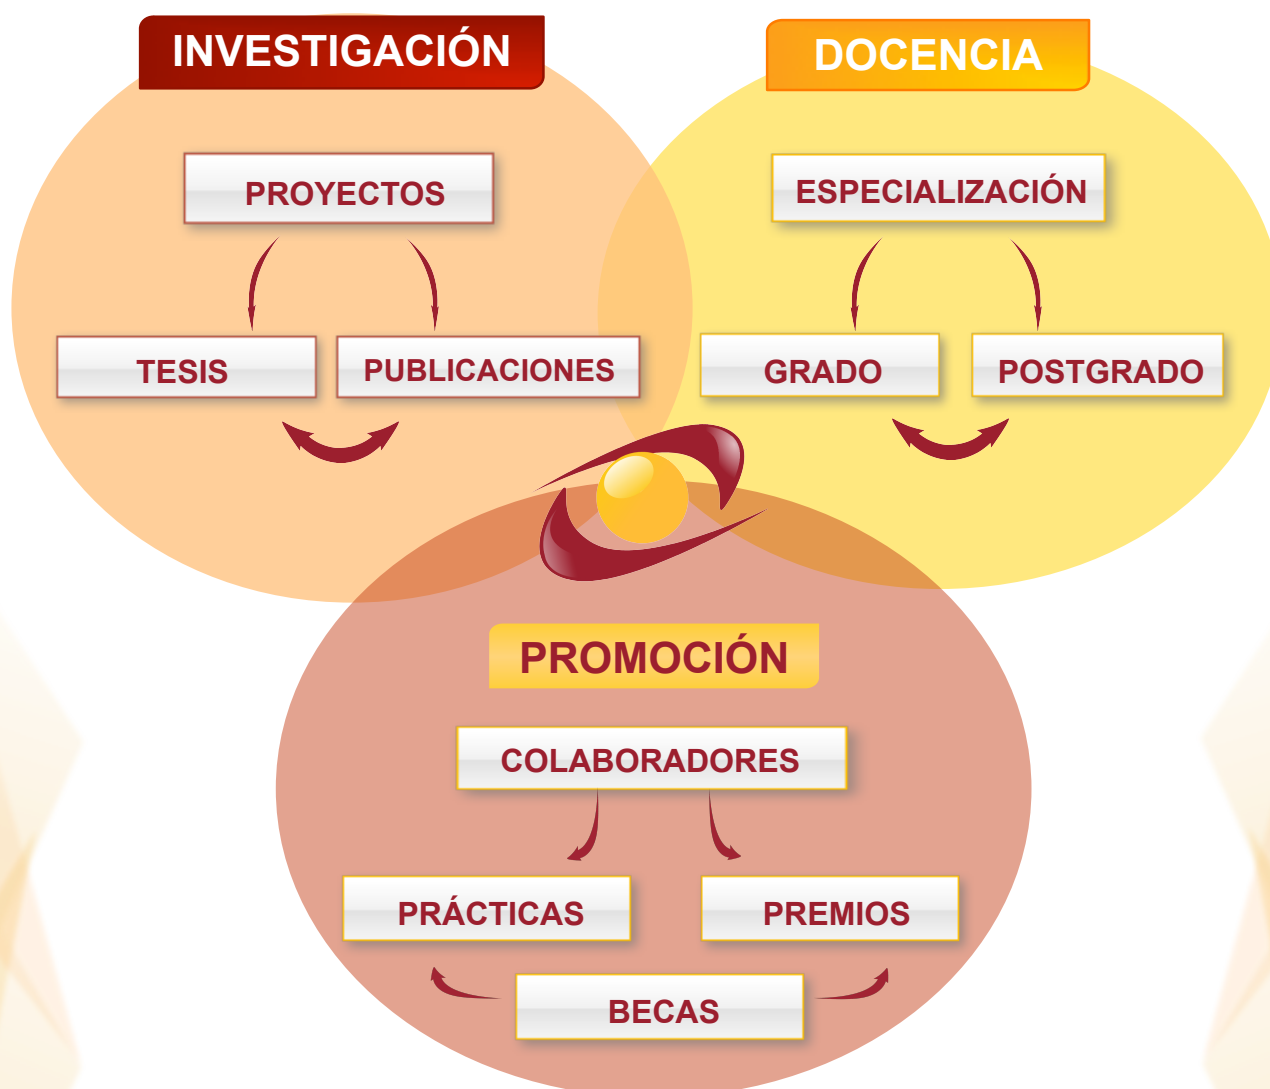 INVESTIGACIÓN
PROYECTOS
TESIS
PUBLICACIONES
DOCENCIA
ESPECIALIZACIÓN
GRADO
POSTGRADO
PROMOCIÓN
COLABORADORES
PRÁCTICAS
PREMIOS
BECAS